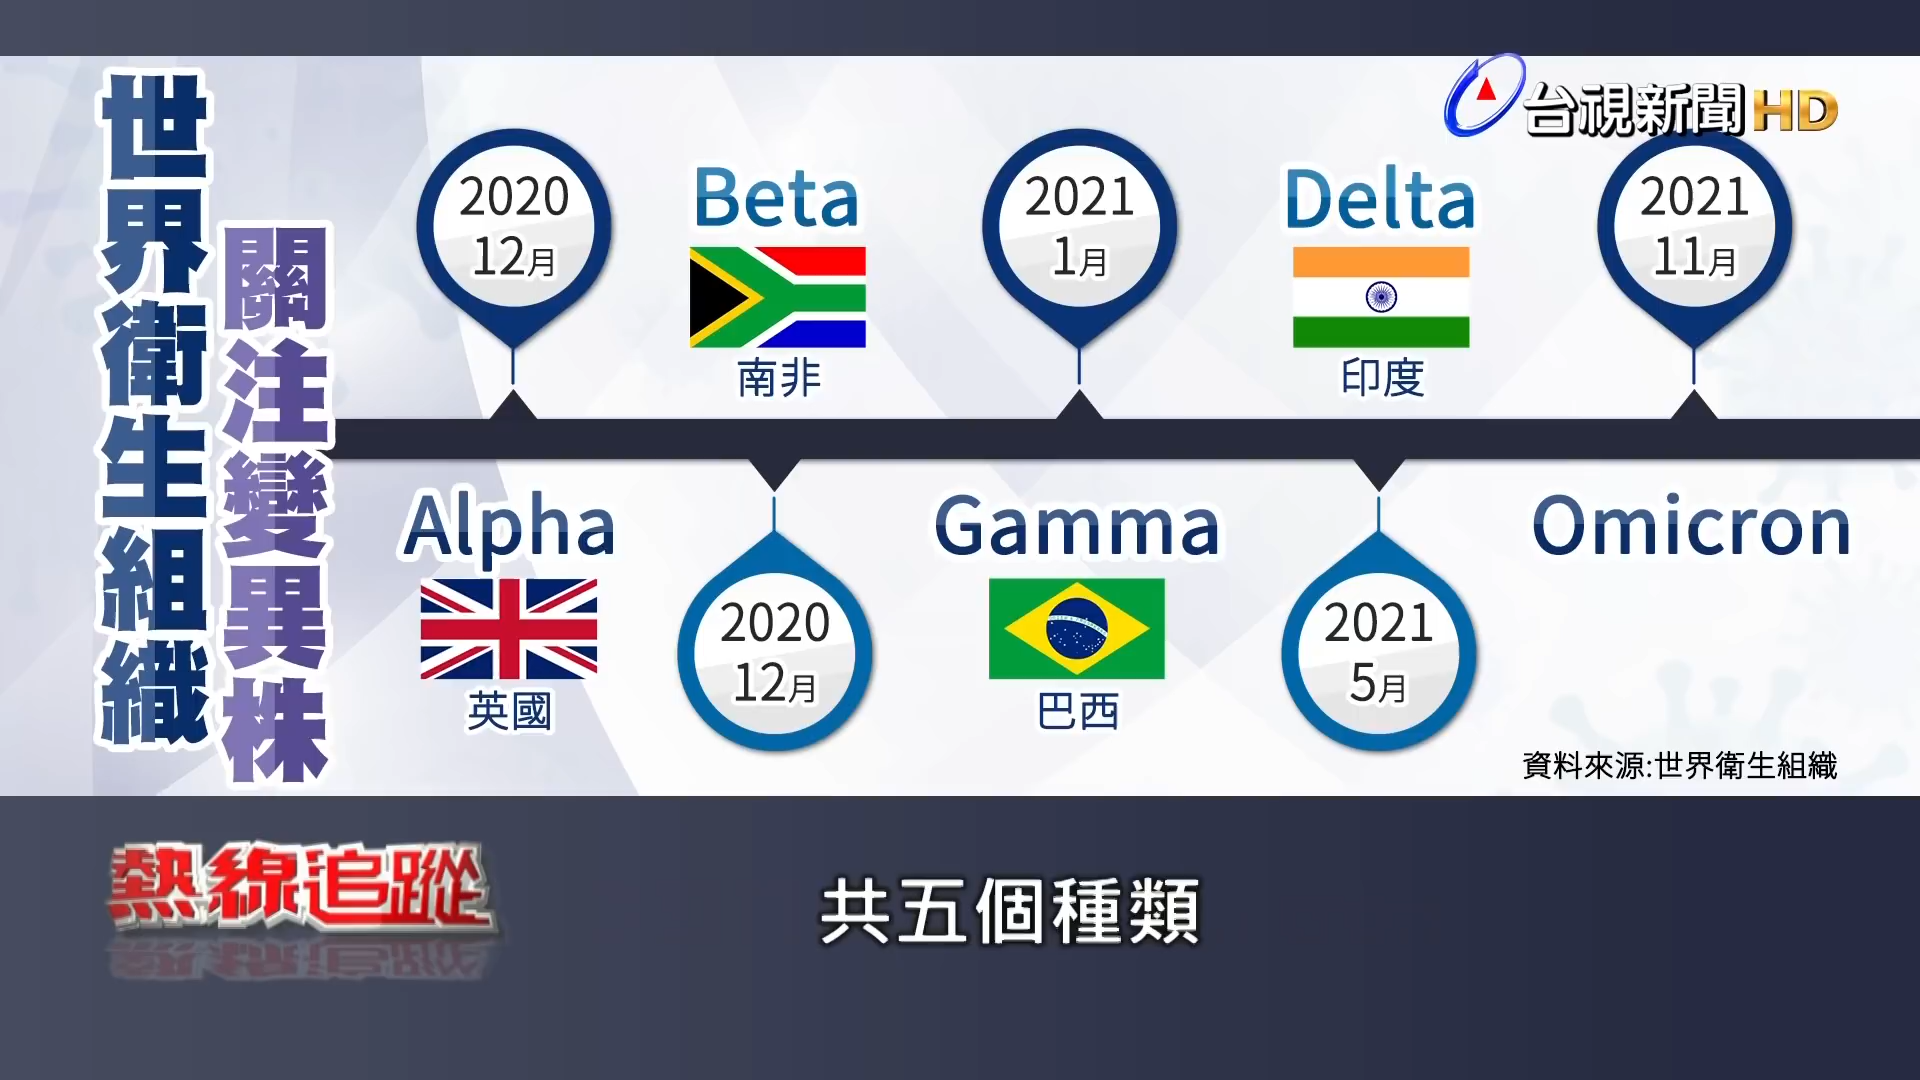 世界衛生組織
關注變異株
台視新聞HD
2020
12月
Alpha
英國
Beta
南非
2020
12月
2021
1月
Gamma
巴西
Delta
印度
2021
5月
2021
11月
Omicron
資料來源:世界衛生組織
熱線追蹤
共五個種類